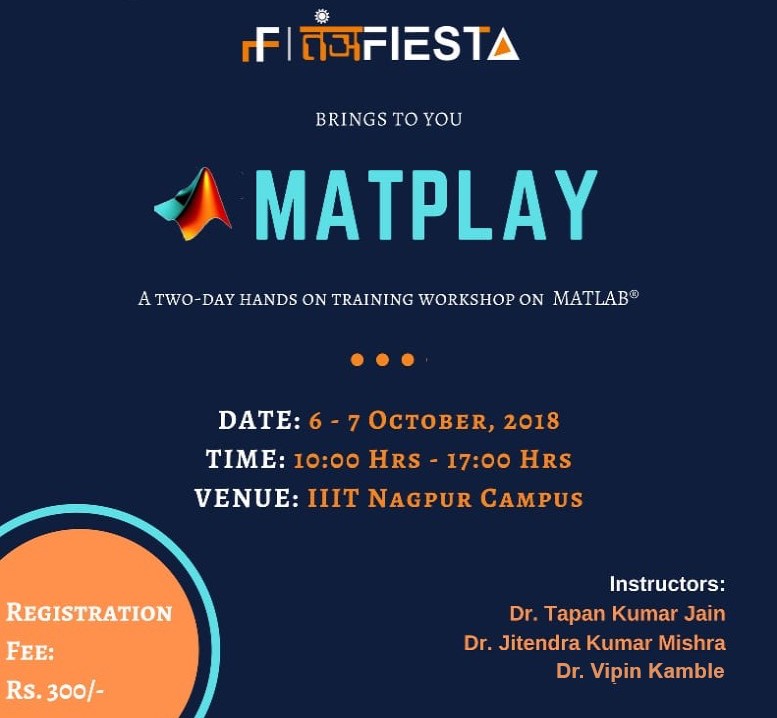 तंत्रFIESTA
BRINGS TO YOU
MATPLAY
A TWO-DAY HANDS ON TRAINING WORKSHOP ON MATLAB®
DATE: 6 - 7 OCTOBER, 2018
TIME: 10:00 HRS - 17:00 HRS
VENUE: IIIT NAGPUR CAMPUS
REGISTRATION
FEE:
RS. 300/-
Instructors:
Dr. Tapan Kumar Jain
Dr. Jitendra Kumar Mishra
Dr. Vipin Kamble